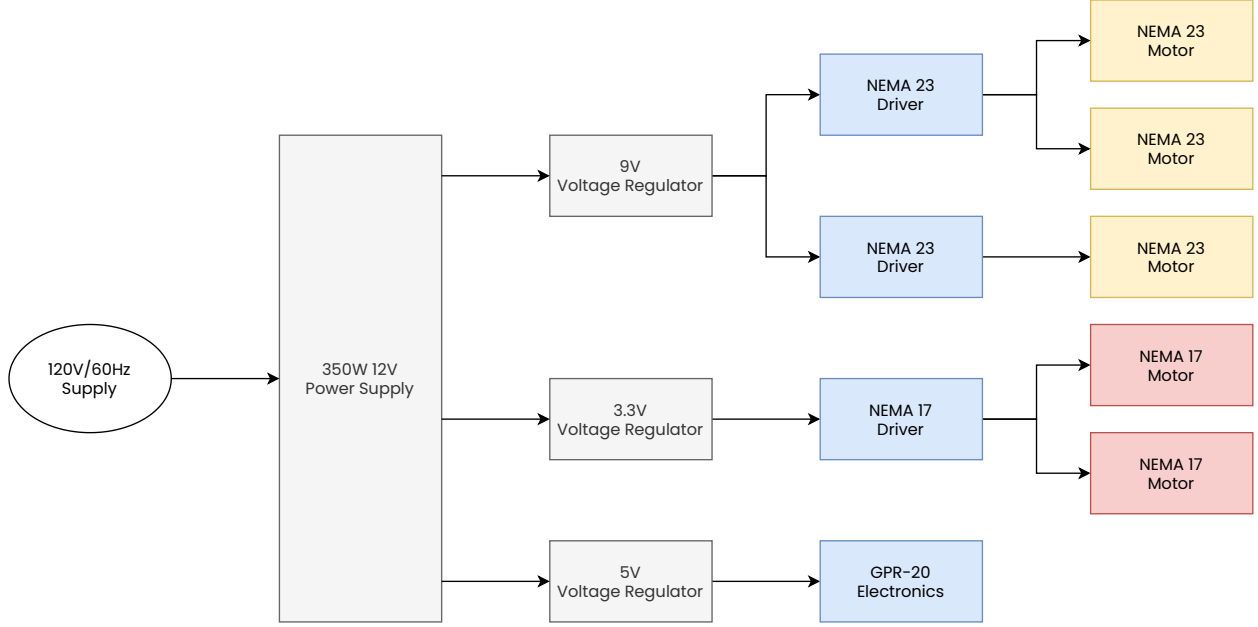 120V/60Hz
Supply
350W 12V
Power Supply
9V
Voltage Regulator
3.3V
Voltage Regulator
5V
Voltage Regulator
NEMA 23
Driver
NEMA 23
Driver
NEMA 17
Driver
GPR-20
Electronics
NEMA 23
Motor
NEMA 23
Motor
NEMA 23
Motor
NEMA 17
Motor
NEMA 17
Motor